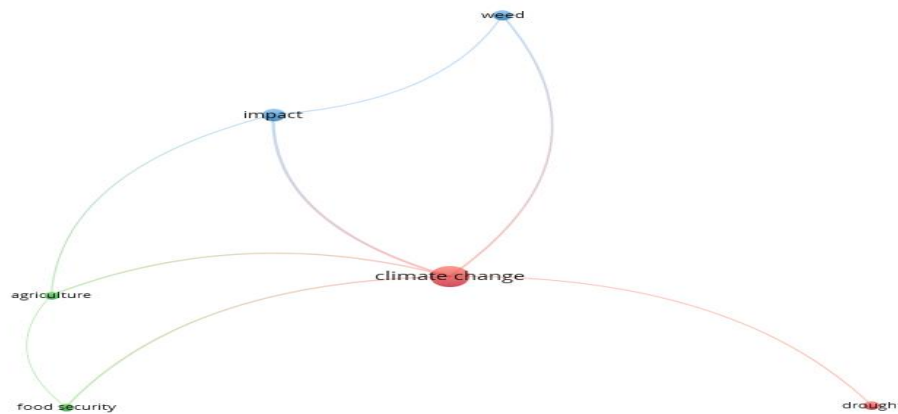 weed
impact
climate change
agriculture
food security
drough